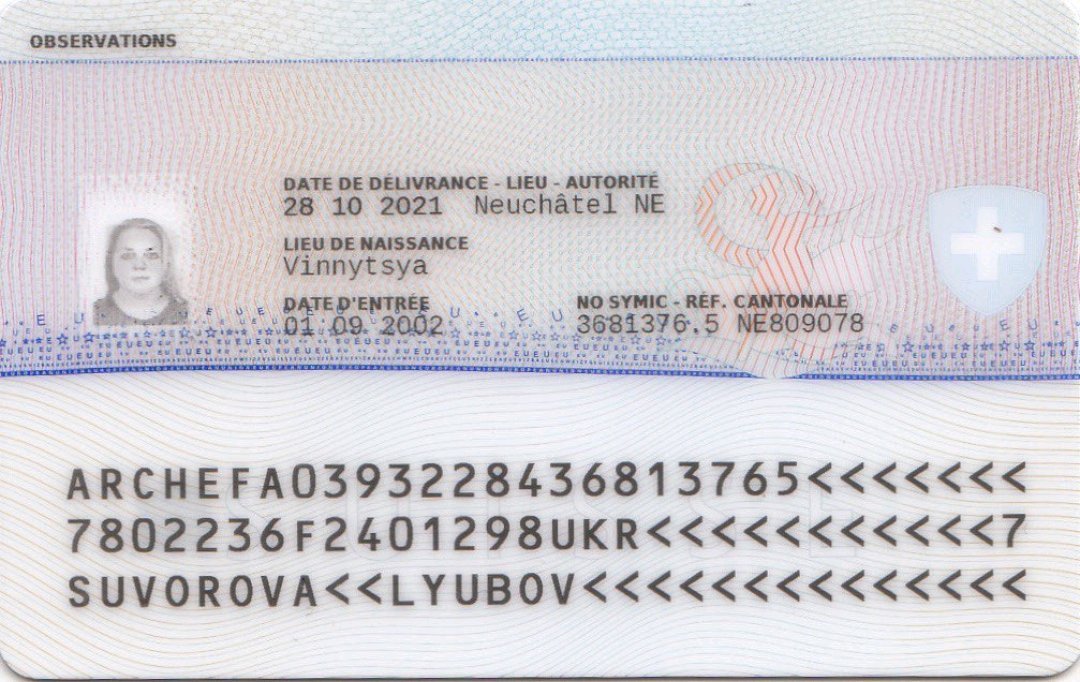 OBSERVATIONS
DATE DE DÉLIVRANCE - LIEU - AUTORITÉ
28 10 2021 Neuchâtel NE
LIEU DE NAISSANCE
Vinnytsya
DATE D'ENTRÉE
01 09 2002
NO SYMIC - RÉF. CANTONALE
3681376.5 NE809078
ARCHEFA0393228436813765<<<<<<<
7802236F2401298UKR<<<<<<<<<<<7
SUVOROVA<<LYUBOV<<<<<<<<<<<<<<